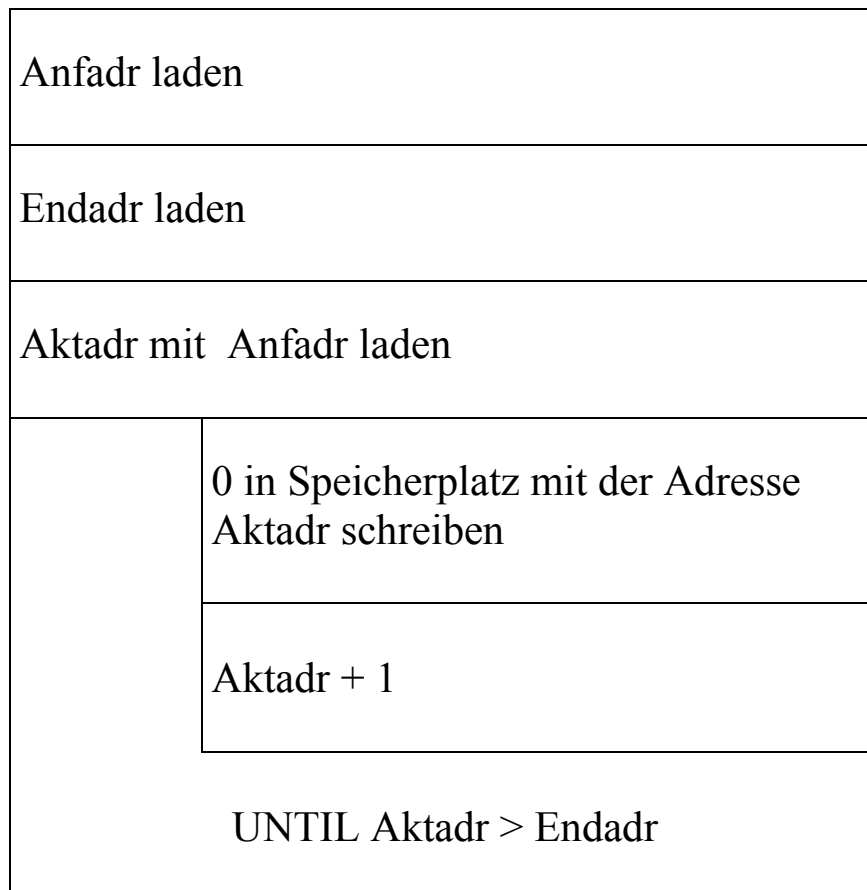 Anfadr laden
Endadr laden
Aktadr mit  Anfadr laden
0 in Speicherplatz mit der Adresse
Aktadr schreiben
Aktadr + 1
UNTIL Aktadr > Endadr